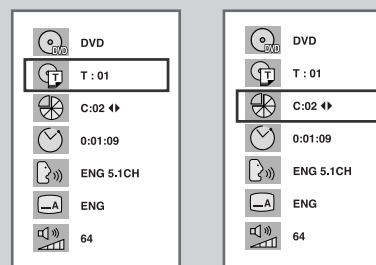 DVD
T : 01
C:02 ◀▶
0:01:09
ENG 5.1CH
ENG
64
DVD
T : 01
C:02 ◀▶
0:01:09
ENG 5.1CH
ENG
64